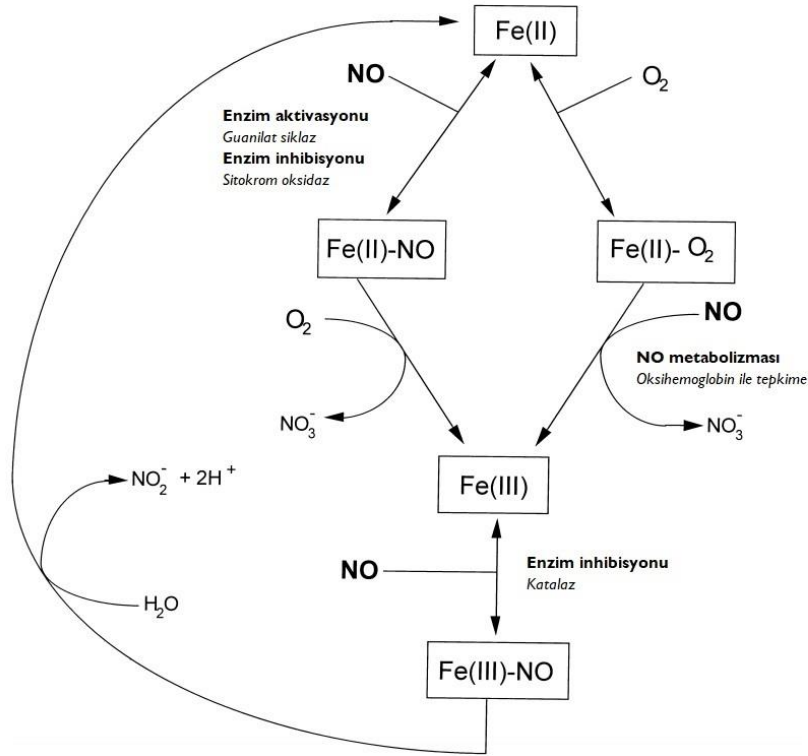 Fe(II)
NO
O₂
Enzim aktivasyonu
Guanilat siklaz
Enzim inhibisyonu
Sitokrom oksidaz
Fe(II)-NO
Fe(II)- O₂
O₂
NO
NO metabolizması
Oksihemoglobin ile tepkime
NO₃⁻
NO₃⁻
NO₂⁻ + 2H⁺
Fe(III)
NO
Enzim inhibisyonu
Katalaz
H₂O
Fe(III)-NO